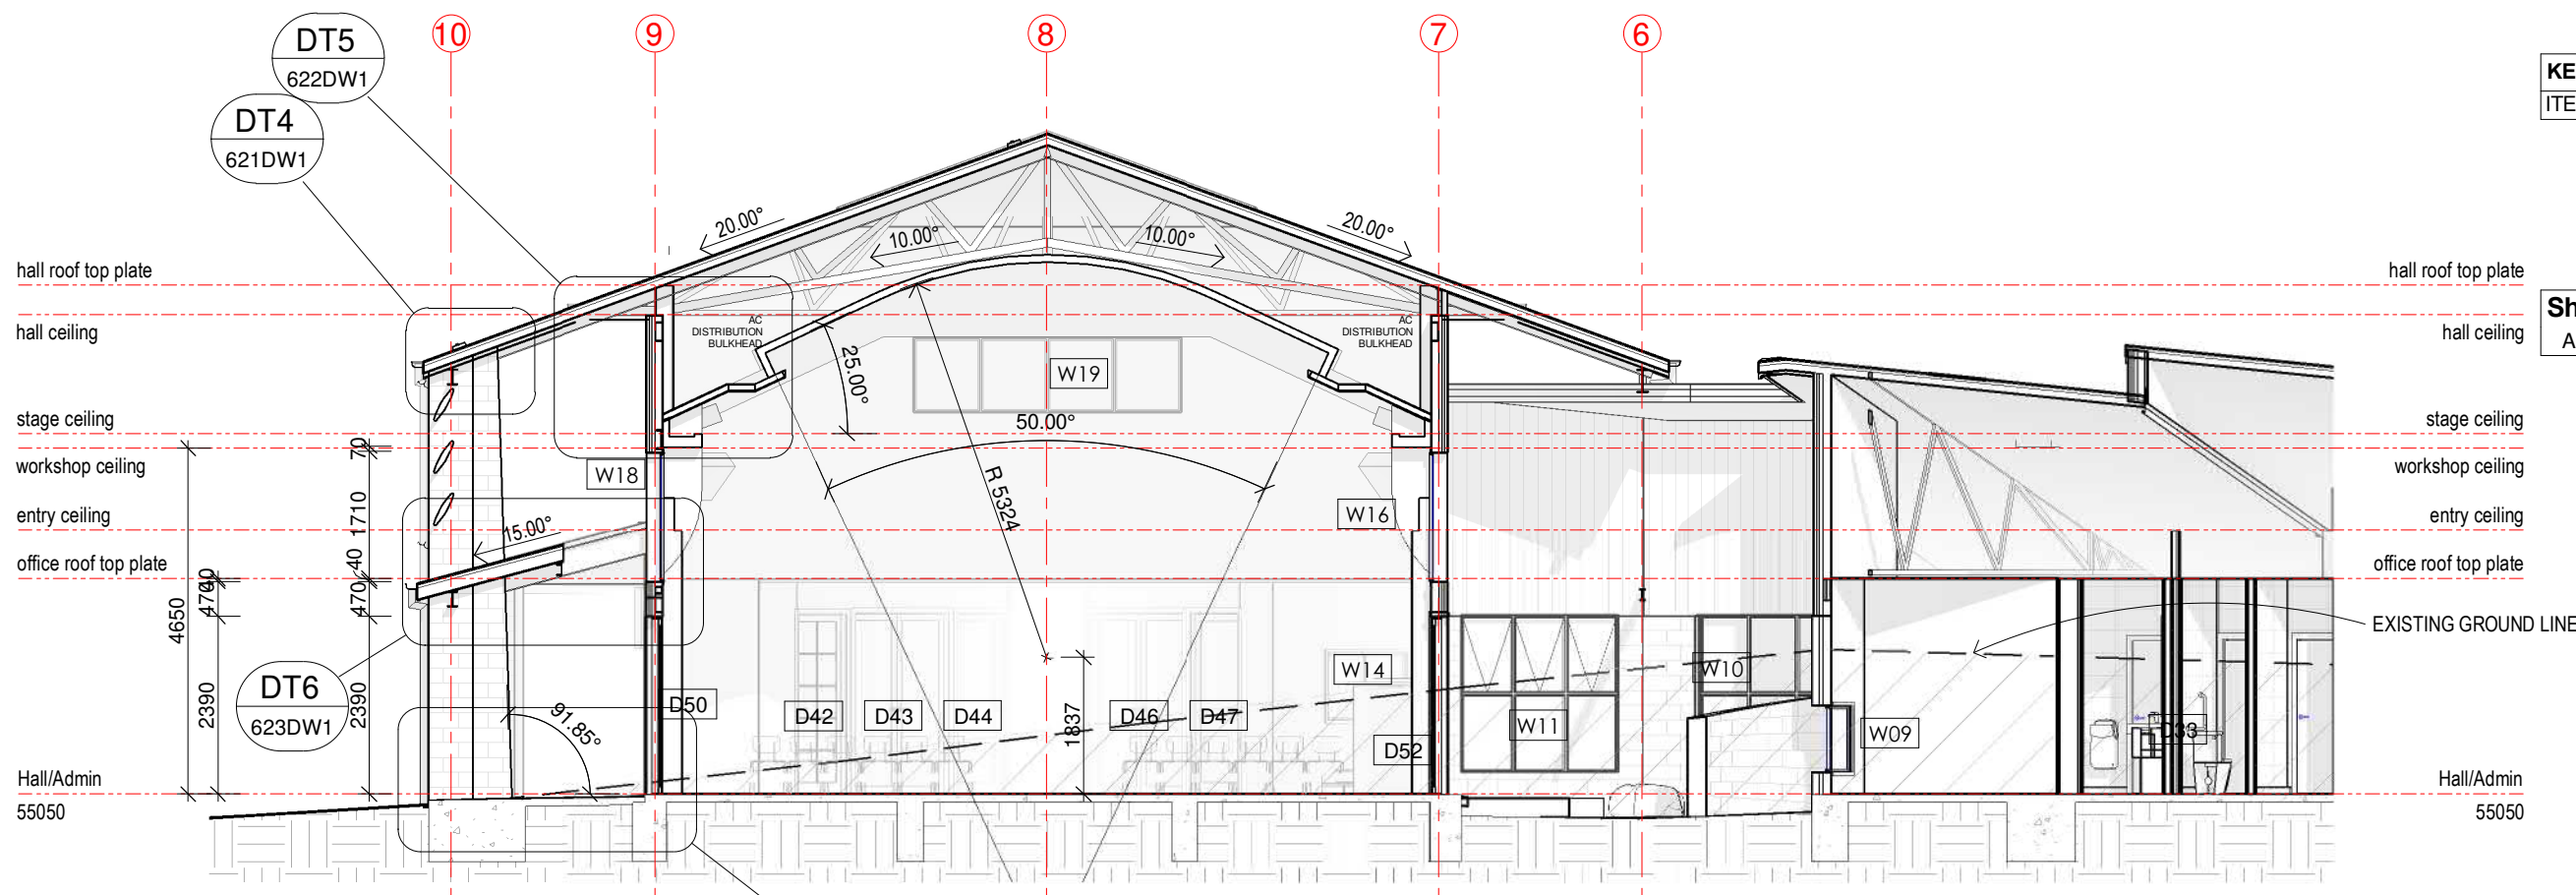 DT5
622DW1
DT4
621DW1
10
9
8
7
6
KE
ITE
20.00°
20.00°
10.00°
10.00°
hall roof top plate
hall roof top plate
Sh
A
hall ceiling
hall ceiling
AC
DISTRIBUTION
BULKHEAD
AC
DISTRIBUTION
BULKHEAD
25.00°
W19
50.00°
stage ceiling
stage ceiling
workshop ceiling
workshop ceiling
W18
R 5324
W16
entry ceiling
entry ceiling
15.00°
office roof top plate
office roof top plate
70
1710
40
470
40
470
4650
2390
2390
EXISTING GROUND LINE
DT6
623DW1
91.85°
D50
D42
D43
D44
1837
D46
D47
W14
D52
W11
W10
W09
D33
Hall/Admin
55050
Hall/Admin
55050